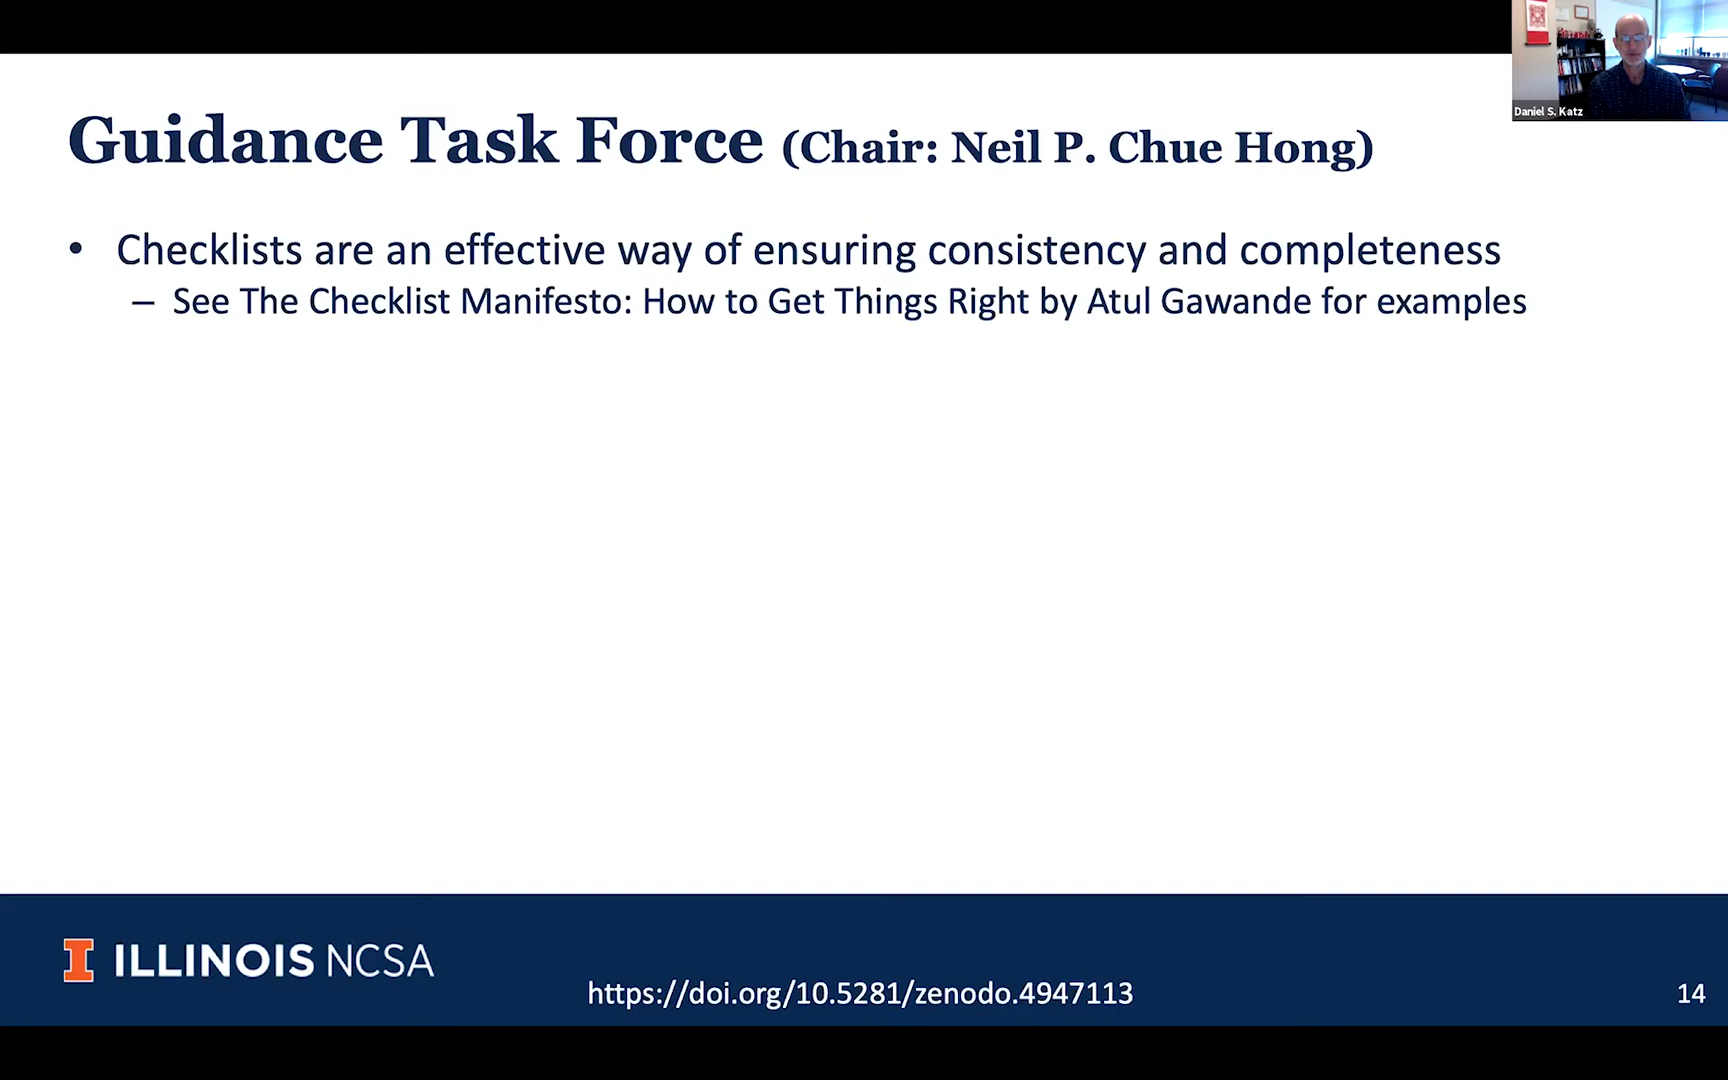 Daniel S. Katz
Guidance Task Force (Chair: Neil P. Chue Hong)
• Checklists are an effective way of ensuring consistency and completeness
– See The Checklist Manifesto: How to Get Things Right by Atul Gawande for examples
I ILLINOIS NCSA
https://doi.org/10.5281/zenodo.4947113
14